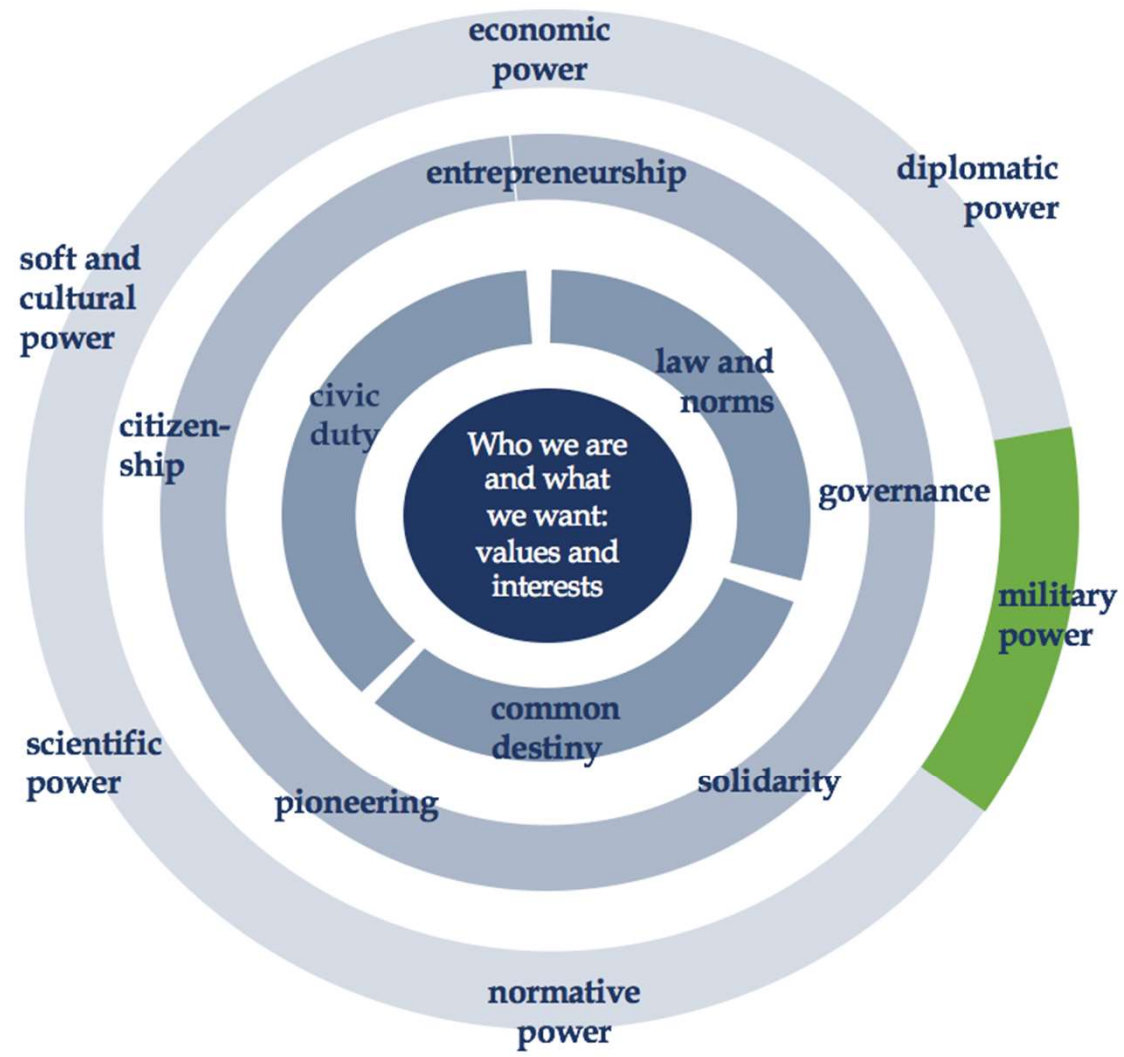 economic
power
diplomatic
power
entrepreneurship
soft and
cultural
power
law and
norms
civic
duty
citizen-
ship
Who we are
and what
we want:
values and
interests
governance
military
power
common
destiny
scientific
power
solidarity
pioneering
normative
power